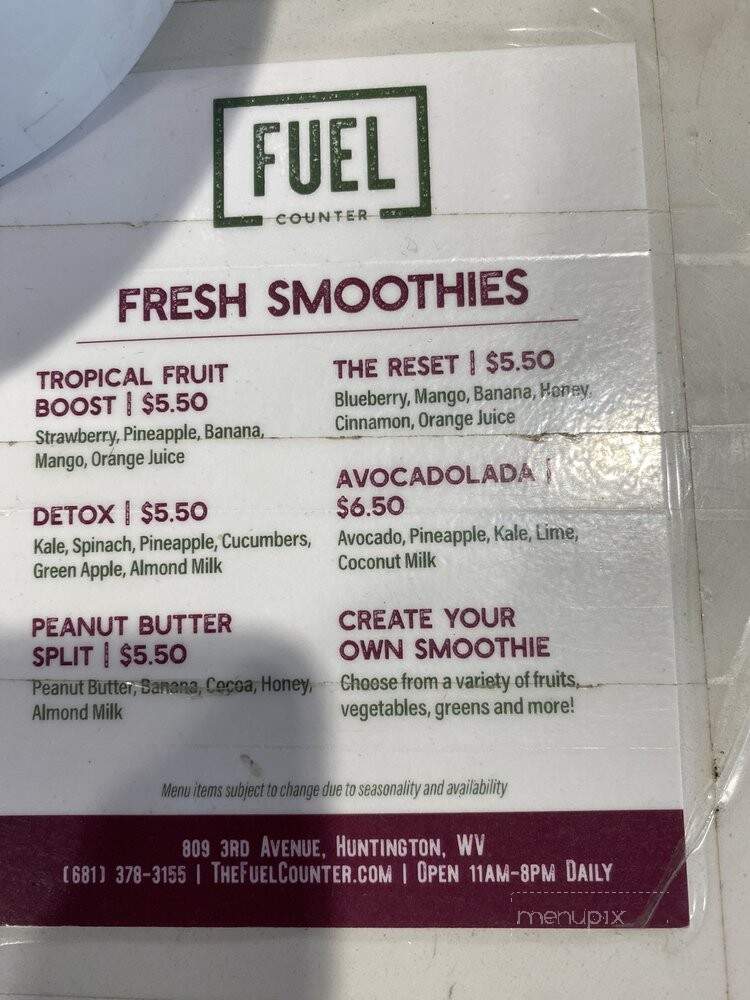 FUEL
COUNTER
FRESH SMOOTHIES
TROPICAL FRUIT
BOOST | $5.50
Strawberry, Pineapple, Banana,
Mango, Orange Juice
DETOX | $5.50
Kale, Spinach, Pineapple, Cucumbers,
Green Apple, Almond Milk
PEANUT BUTTER
SPLIT | $5.50
Peanut Butter, Banana, Cocoa, Honey,
Almond Milk
THE RESET | $5.50
Blueberry, Mango, Banana, Honey,
Cinnamon, Orange Juice
AVOCADOLADA |
$6.50
Avocado, Pineapple, Kale, Lime,
Coconut Milk
CREATE YOUR
OWN SMOOTHIE
Choose from a variety of fruits,
vegetables, greens and more!
Menu items subject to change due to seasonality and availability
809 3RD AVENUE, HUNTINGTON, WV
(681) 378-3155 | THEFUELCOUNTER.COM | OPEN 11AM-8PM DAILY
menupix